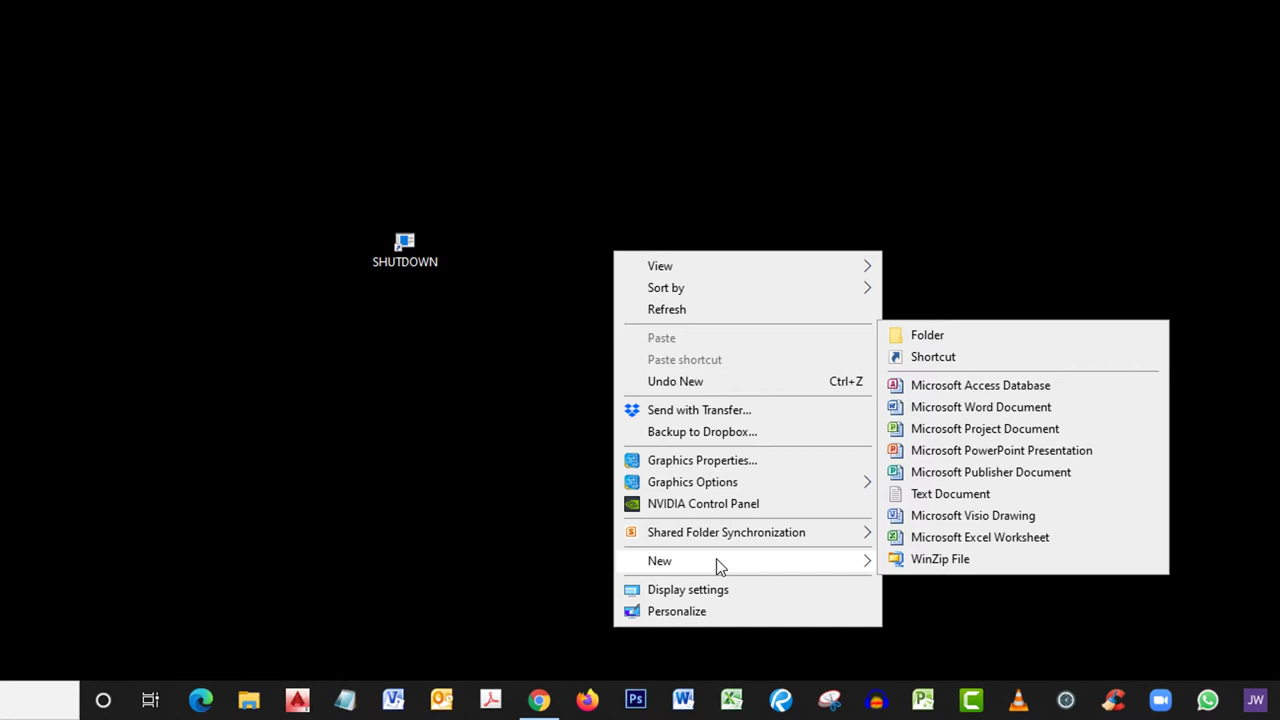 SHUTDOWN
View
Sort by
Refresh
Paste
Paste shortcut
Undo New Ctrl+Z
Send with Transfer...
Backup to Dropbox...
Graphics Properties...
Graphics Options
NVIDIA Control Panel
Shared Folder Synchronization
New
Display settings
Personalize
Folder
Shortcut
Microsoft Access Database
Microsoft Word Document
Microsoft Project Document
Microsoft PowerPoint Presentation
Microsoft Publisher Document
Text Document
Microsoft Visio Drawing
Microsoft Excel Worksheet
WinZip File
Ps
JW